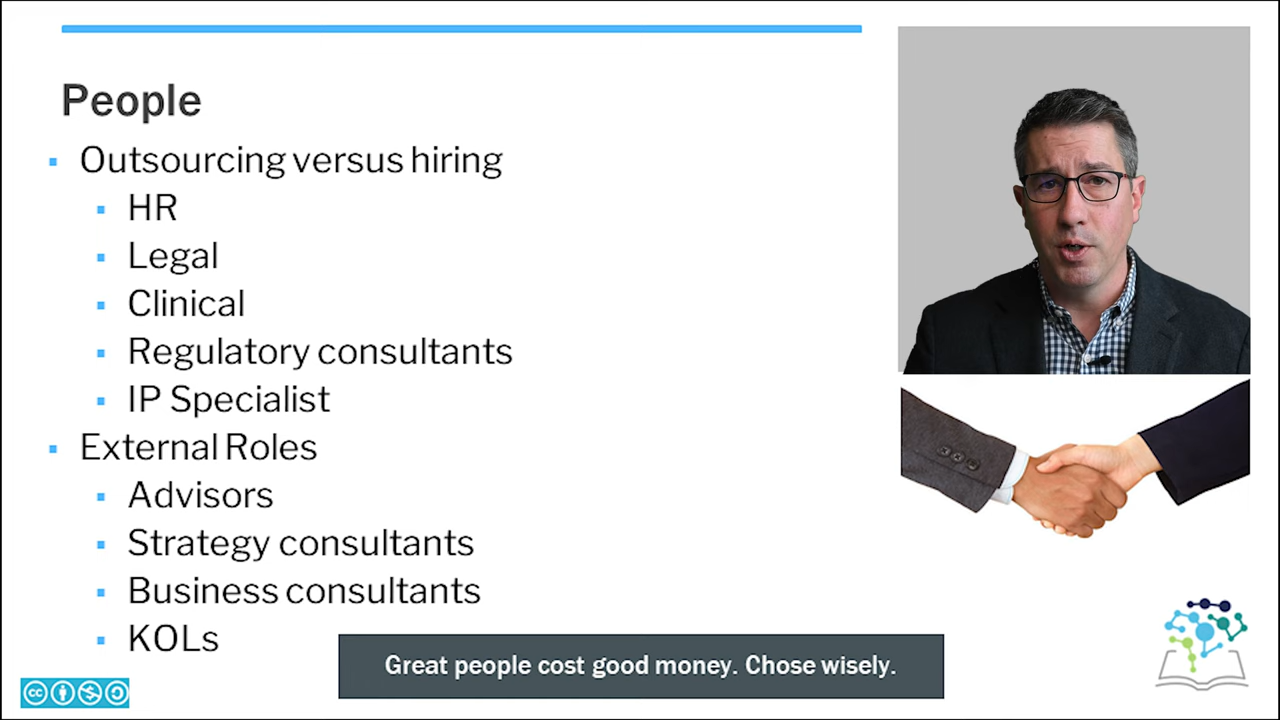 People
Outsourcing versus hiring
HR
Legal
Clinical
Regulatory consultants
IP Specialist
External Roles
Advisors
Strategy consultants
Business consultants
KOLs
Great people cost good money. Chose wisely.
cc